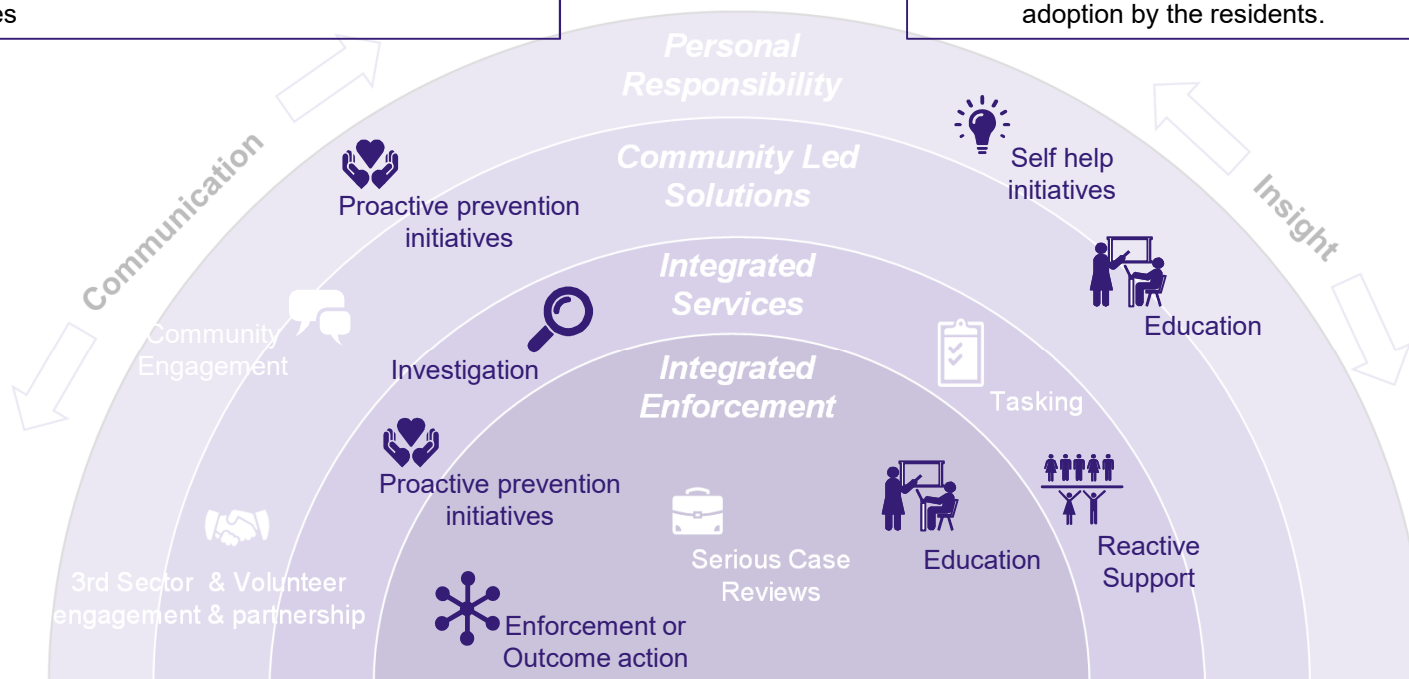 es
adoption by the residents.
Personal
Responsibility
Communication
Self help
initiatives
Community Led
Solutions
Insight
Proactive prevention
initiatives
Integrated
Services
Education
Community
Engagement
Investigation
Integrated
Enforcement
Tasking
Proactive prevention
initiatives
Serious Case
Reviews
Education
Reactive
Support
3rd Sector & Volunteer
engagement & partnership
Enforcement or
Outcome action